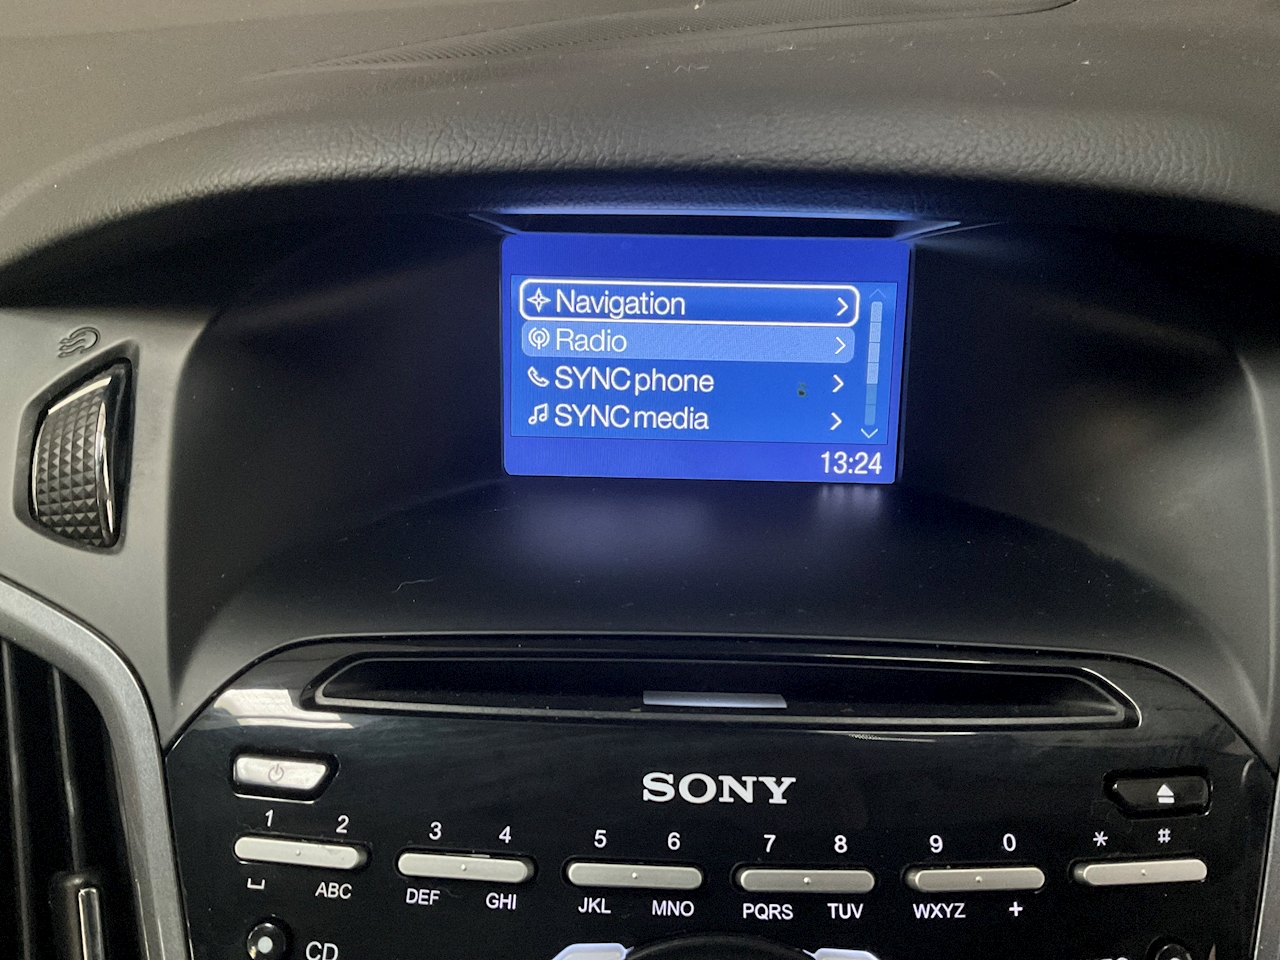 Navigation
Radio
SYNC phone
SYNC media
13:24
SONY
1 2 3 4 5 6 7 8 9 0 * #
ABC DEF GHI JKL MNO PQRS TUV WXYZ +
CD